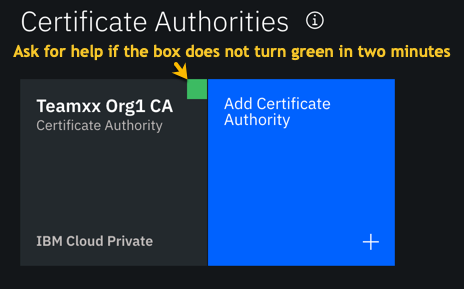 Certificate Authorities
Ask for help if the box does not turn green in two minutes
Teamxx Org1 CA
Certificate Authority
IBM Cloud Private
Add Certificate
Authority